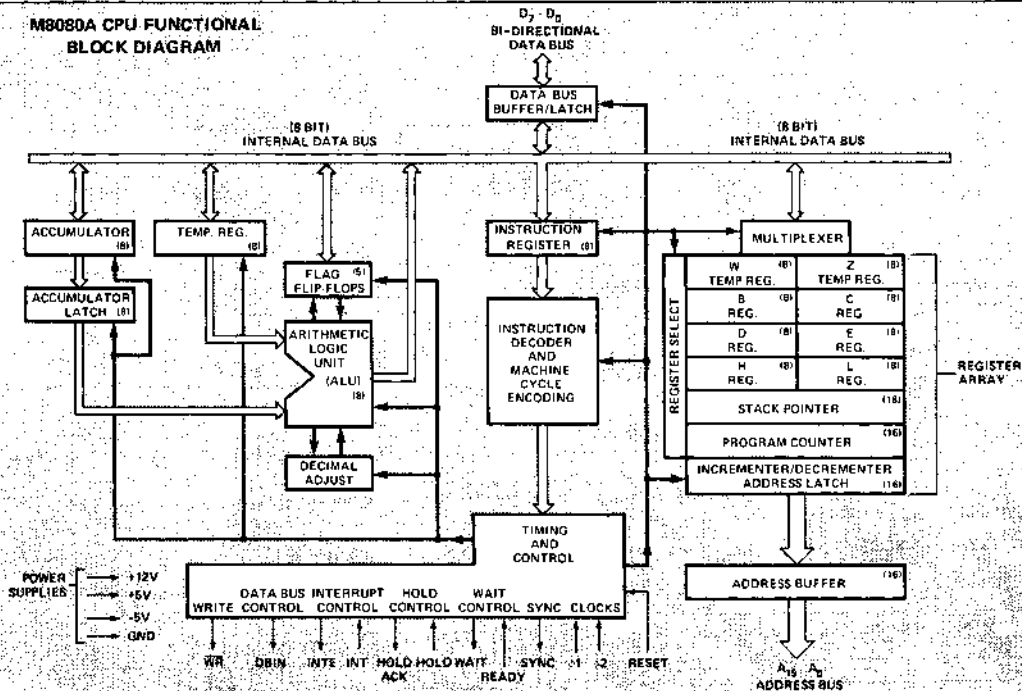 M8080A CPU FUNCTIONAL
BLOCK DIAGRAM
D7 - D0
BI-DIRECTIONAL
DATA BUS
DATA BUS
BUFFER/LATCH
(8 BIT)
INTERNAL DATA BUS
(8 BIT)
INTERNAL DATA BUS
ACCUMULATOR
(8)
TEMP. REG.
(8)
INSTRUCTION
REGISTER (8)
MULTIPLEXER
FLAG (5)
FLIP-FLOPS
ACCUMULATOR
LATCH (8)
ARITHMETIC
LOGIC
UNIT
(ALU)
(8)
DECIMAL
ADJUST
INSTRUCTION
DECODER
AND
MACHINE
CYCLE
ENCODING
REGISTER SELECT
W (8)
TEMP REG.
Z (8)
TEMP REG.
B (8)
REG.
C (8)
REG
D (8)
REG.
E (8)
REG.
H (8)
REG.
L (8)
REG.
STACK POINTER (16)
PROGRAM COUNTER (16)
INCREMENTER/DECREMENTER
ADDRESS LATCH (16)
REGISTER
ARRAY
TIMING
AND
CONTROL
ADDRESS BUFFER (16)
A15 - A0
ADDRESS BUS
POWER
SUPPLIES
+12V
+5V
-5V
GND
WRITE
DATA BUS
CONTROL
INTERRUPT
CONTROL
HOLD
CONTROL
WAIT
CONTROL
SYNC
CLOCKS
WR
DBIN
INTE
INT
HOLD
ACK
HOLD
WAIT
READY
SYNC
1
2
RESET